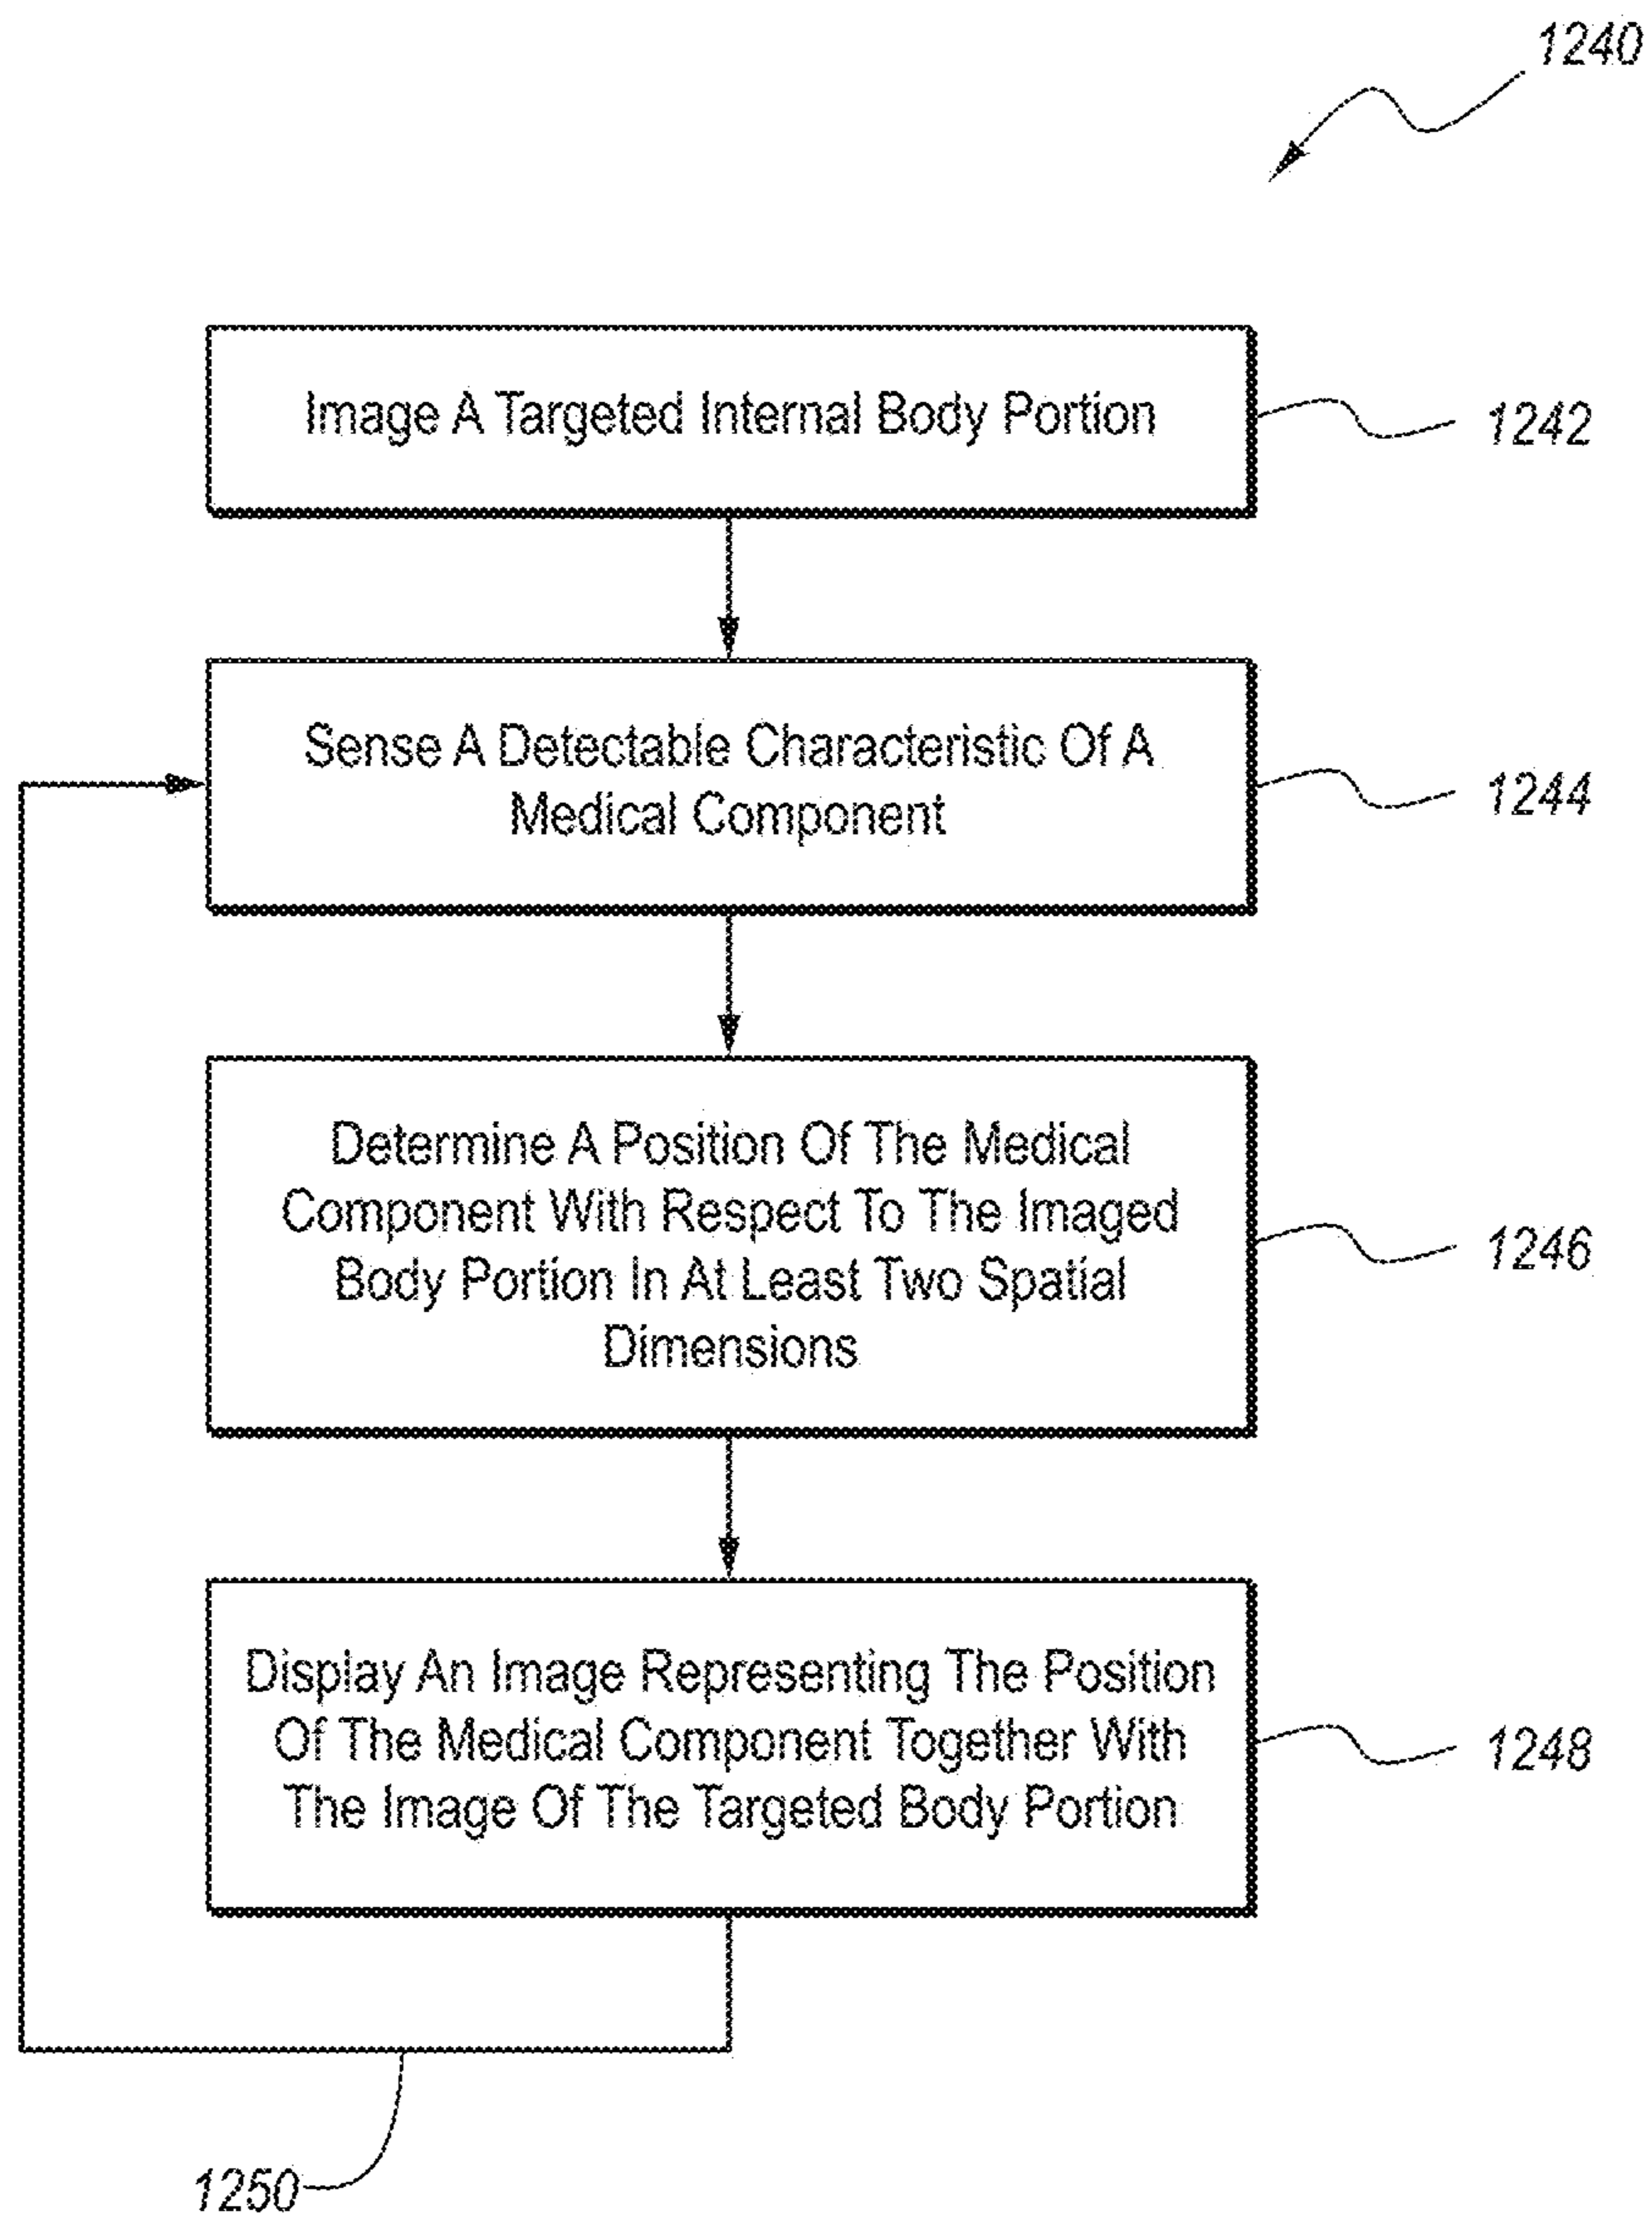 1240
Image A Targeted Internal Body Portion
1242
Sense A Detectable Characteristic Of A
Medical Component
1244
Determine A Position Of The Medical
Component With Respect To The Imaged
Body Portion In At Least Two Spatial
Dimensions
1246
Display An Image Representing The Position
Of The Medical Component Together With
The Image Of The Targeted Body Portion
1248
1250